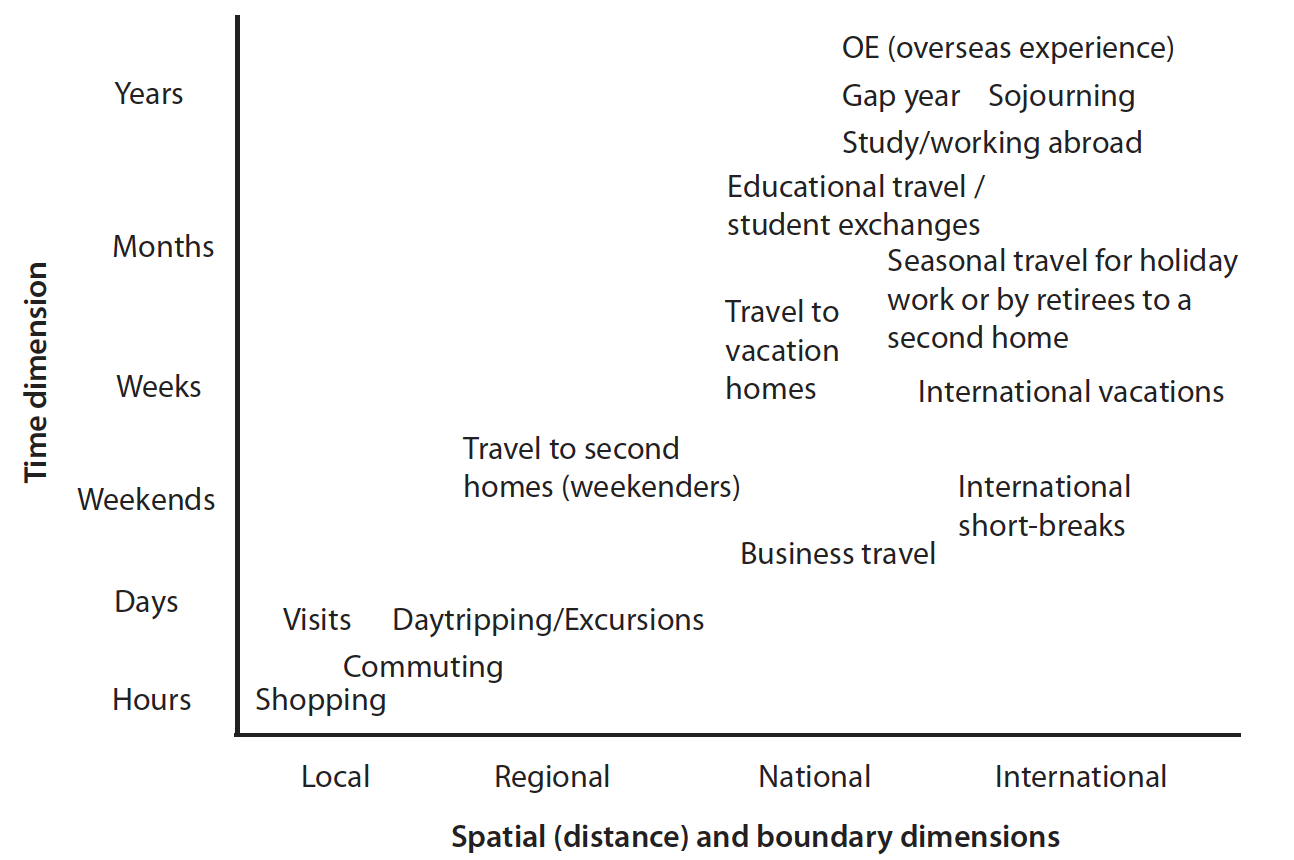 OE (overseas experience)
Years
Gap year Sojourning
Study/working abroad
Educational travel /
student exchanges
Months
Seasonal travel for holiday
work or by retirees to a
second home
Travel to
vacation
homes
Time dimension
Weeks
International vacations
Travel to second
homes (weekenders)
Weekends
International
short-breaks
Business travel
Days
Visits Daytripping/Excursions
Commuting
Hours
Shopping
Local Regional National International
Spatial (distance) and boundary dimensions